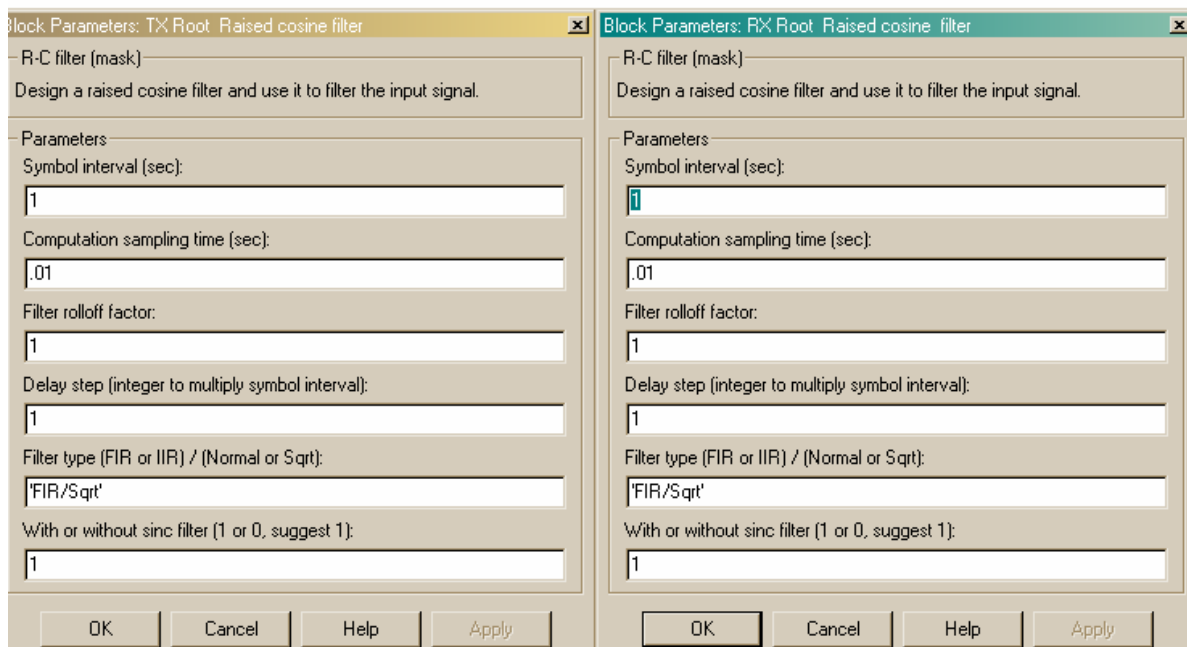 Block Parameters: TX Root Raised cosine filter
R-C filter (mask)
Design a raised cosine filter and use it to filter the input signal.
Parameters
Symbol interval (sec):
1
Computation sampling time (sec):
.01
Filter rolloff factor:
1
Delay step (integer to multiply symbol interval):
1
Filter type (FIR or IIR) / (Normal or Sqrt):
'FIR/Sqrt'
With or without sinc filter (1 or 0, suggest 1):
1
OK Cancel Help Apply
Block Parameters: RX Root Raised cosine filter
R-C filter (mask)
Design a raised cosine filter and use it to filter the input signal.
Parameters
Symbol interval (sec):
1
Computation sampling time (sec):
.01
Filter rolloff factor:
1
Delay step (integer to multiply symbol interval):
1
Filter type (FIR or IIR) / (Normal or Sqrt):
'FIR/Sqrt'
With or without sinc filter (1 or 0, suggest 1):
1
OK Cancel Help Apply